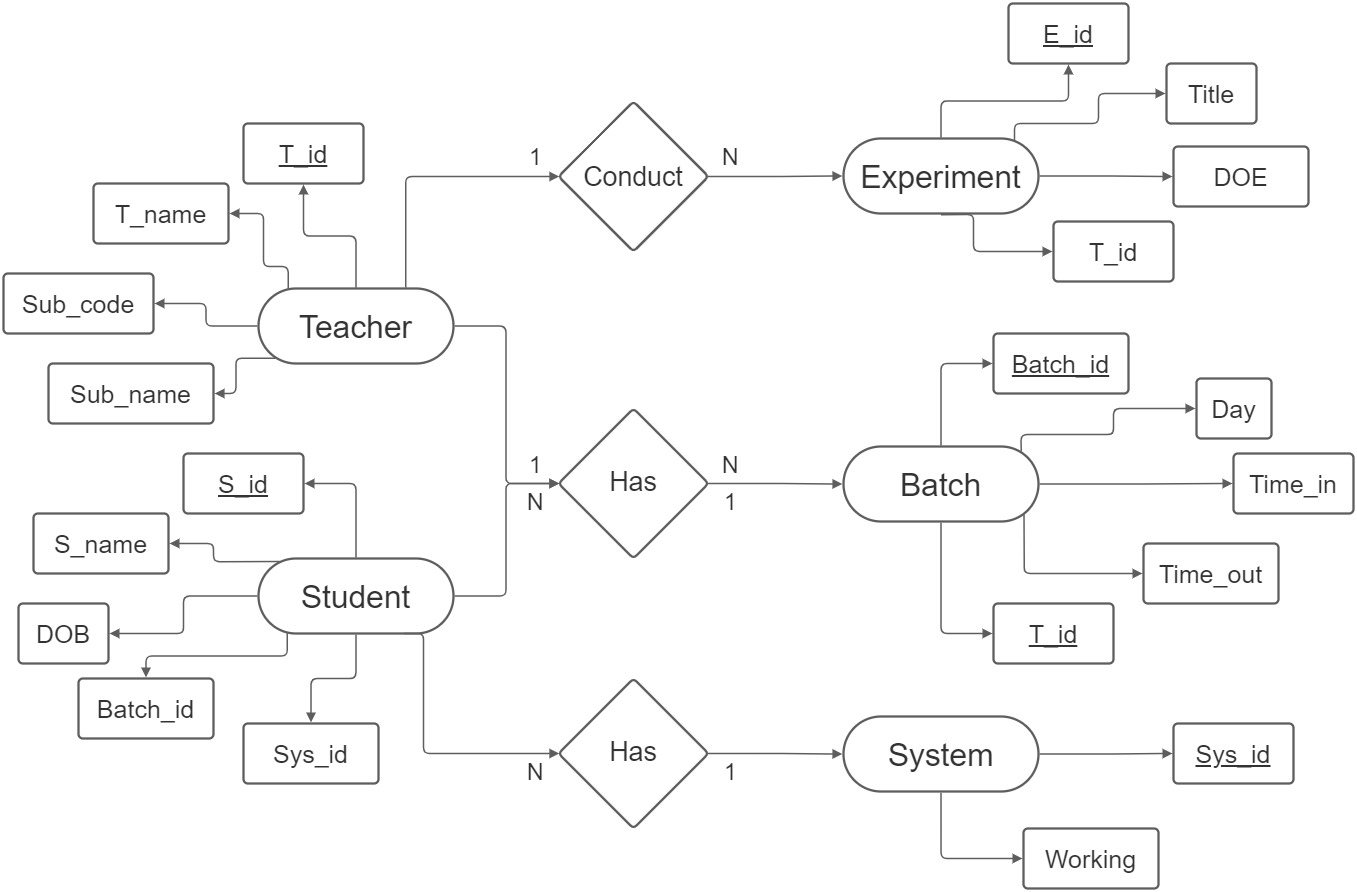 E_id
Title
T_id
1
Conduct
N
Experiment
DOE
T_name
T_id
Sub_code
Teacher
Sub_name
Batch_id
Day
S_id
1
N
Has
N
1
Batch
Time_in
S_name
Time_out
Student
DOB
T_id
Batch_id
Sys_id
N
Has
1
System
Sys_id
Working